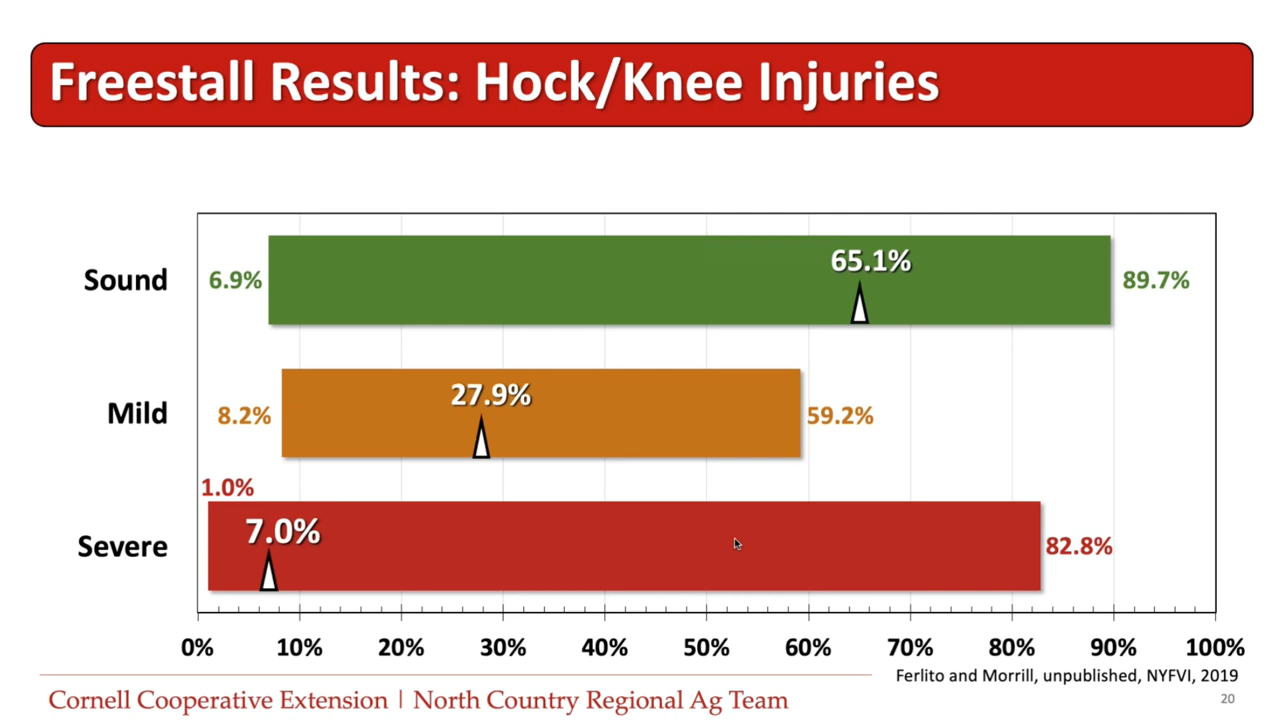 Freestall Results: Hock/Knee Injuries
65.1%
Sound
6.9%
89.7%
27.9%
Mild
8.2%
59.2%
1.0%
7.0%
Severe
82.8%
0% 10% 20% 30% 40% 50% 60% 70% 80% 90% 100%
Ferlito and Morrill, unpublished, NYFVI, 2019
Cornell Cooperative Extension | North Country Regional Ag Team
20